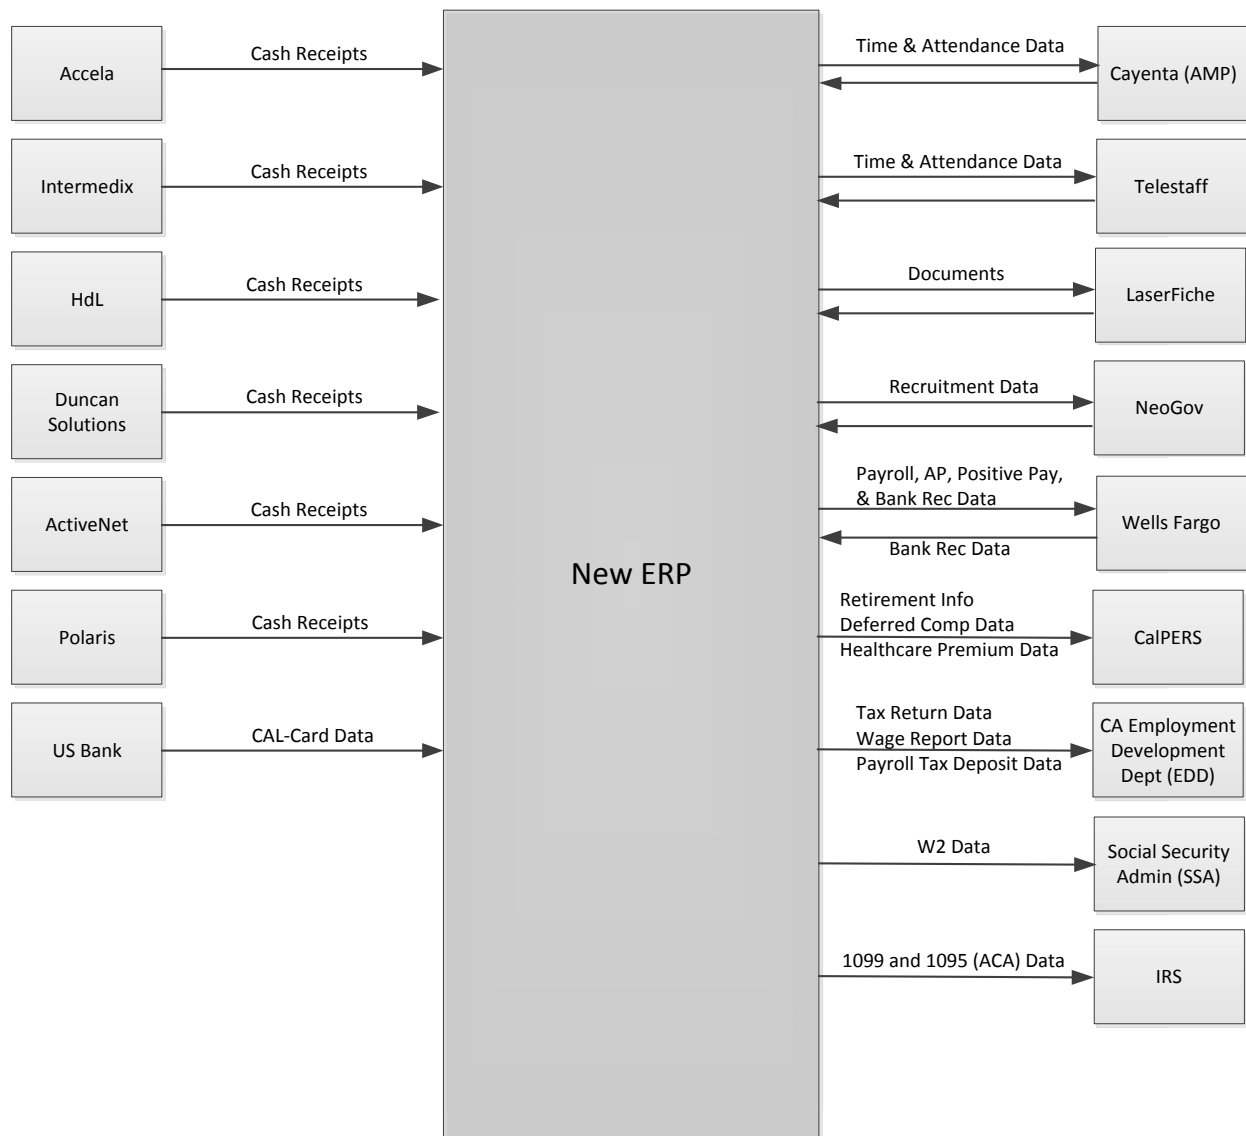 Accela
Cash Receipts
Intermedix
Cash Receipts
HdL
Cash Receipts
Duncan
Solutions
Cash Receipts
ActiveNet
Cash Receipts
Polaris
Cash Receipts
US Bank
CAL-Card Data
New ERP
Time & Attendance Data
Cayenta (AMP)
Time & Attendance Data
Telestaff
Documents
LaserFiche
Recruitment Data
NeoGov
Payroll, AP, Positive Pay,
& Bank Rec Data
Bank Rec Data
Wells Fargo
Retirement Info
Deferred Comp Data
Healthcare Premium Data
CalPERS
Tax Return Data
Wage Report Data
Payroll Tax Deposit Data
CA Employment
Development
Dept (EDD)
W2 Data
Social Security
Admin (SSA)
1099 and 1095 (ACA) Data
IRS